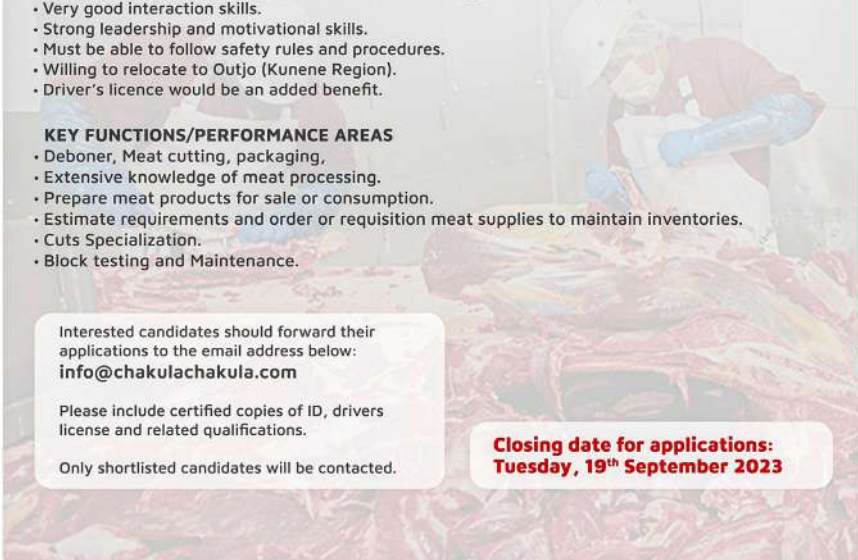 • Very good interaction skills.
• Strong leadership and motivational skills.
• Must be able to follow safety rules and procedures.
• Willing to relocate to Outjo (Kunene Region).
• Driver's licence would be an added benefit.
KEY FUNCTIONS/PERFORMANCE AREAS
• Deboner, Meat cutting, packaging,
• Extensive knowledge of meat processing.
• Prepare meat products for sale or consumption.
• Estimate requirements and order or requisition meat supplies to maintain inventories.
• Cuts Specialization.
• Block testing and Maintenance.
Interested candidates should forward their
applications to the email address below:
info@chakulachakula.com
Please include certified copies of ID, drivers
license and related qualifications.
Only shortlisted candidates will be contacted.
Closing date for applications:
Tuesday, 19th September 2023